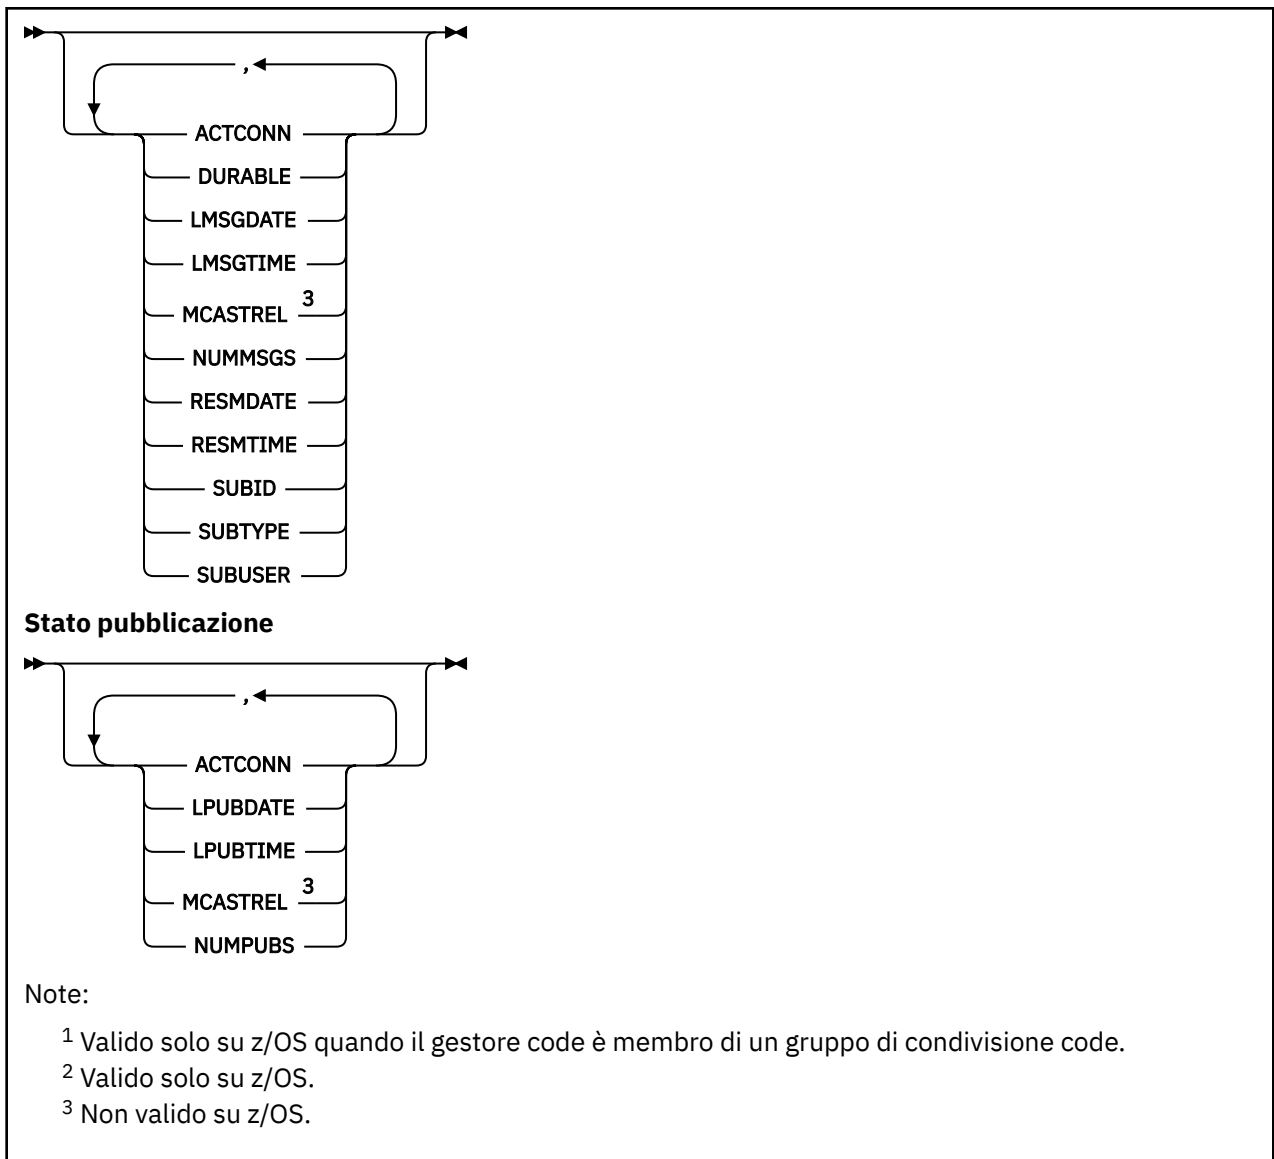 ,
ACTCONN
DURABLE
LMSGDATE
LMSGTIME
MCASTREL 3
NUMMSGS
RESMDATE
RESMTIME
SUBID
SUBTYPE
SUBUSER
Stato pubblicazione
,
ACTCONN
LPUBDATE
LPUBTIME
MCASTREL 3
NUMPUBS
Note:
1 Valido solo su z/OS quando il gestore code è membro di un gruppo di condivisione code.
2 Valido solo su z/OS.
3 Non valido su z/OS.